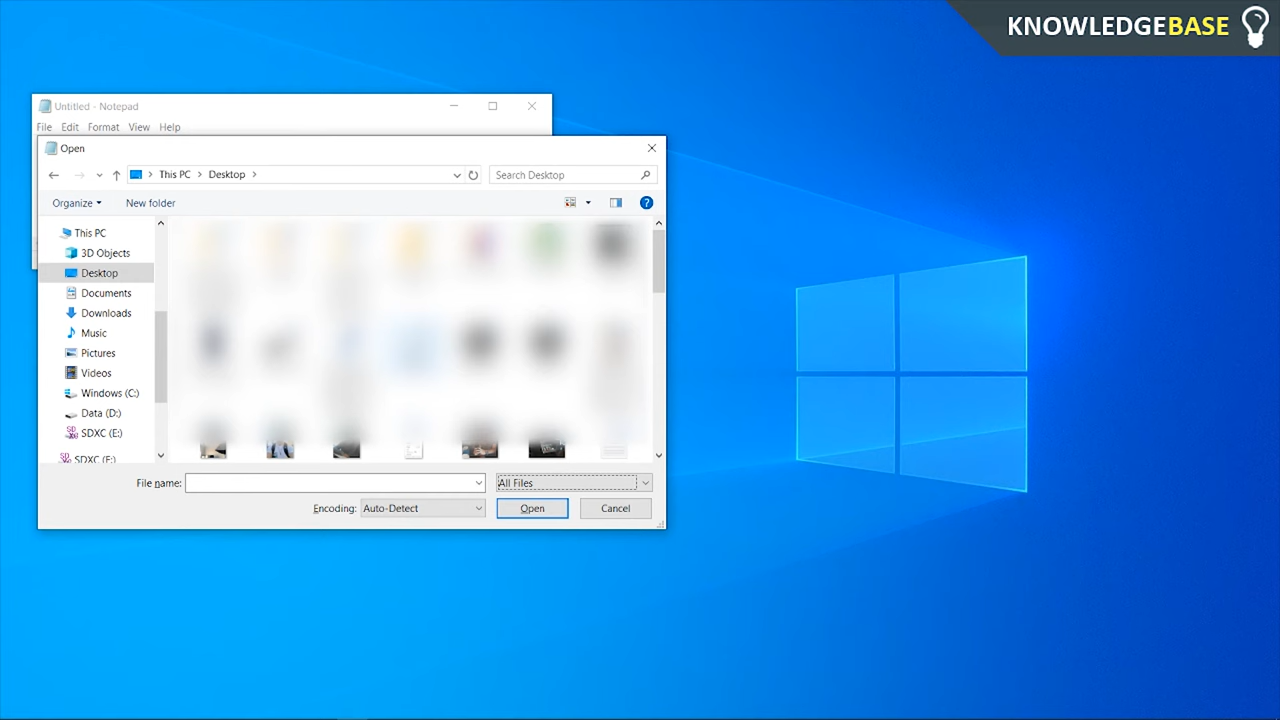 KNOWLEDGEBASE
Untitled - Notepad
File Edit Format View Help
Open
This PC Desktop
Search Desktop
Organize New folder
This PC
3D Objects
Desktop
Documents
Downloads
Music
Pictures
Videos
Windows (C:)
Data (D:)
SDXC (E:)
SDXC (E:)
File name:
All Files
Encoding: Auto-Detect
Open Cancel